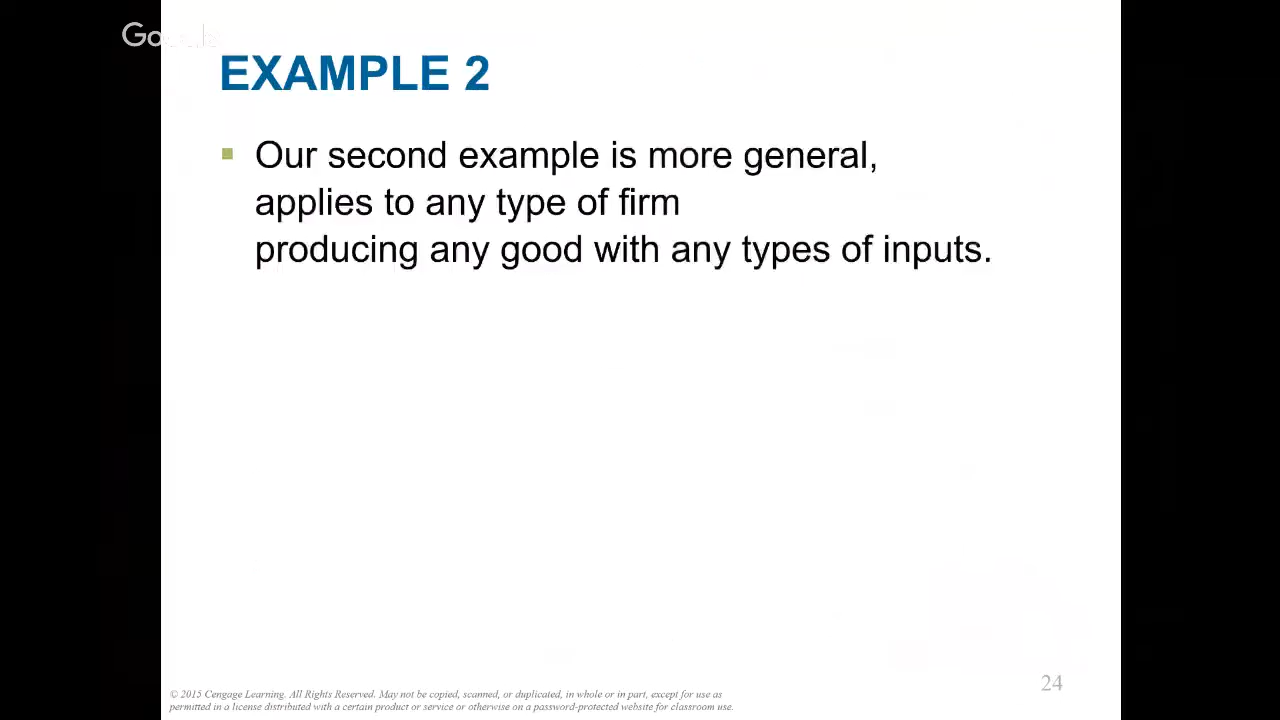 EXAMPLE 2
Our second example is more general,
applies to any type of firm
producing any good with any types of inputs.
24
© 2015 Cengage Learning. All Rights Reserved. May not be copied, scanned, or duplicated, in whole or in part, except for use as
permitted in a license distributed with a certain product or service or otherwise on a password-protected website for classroom use.